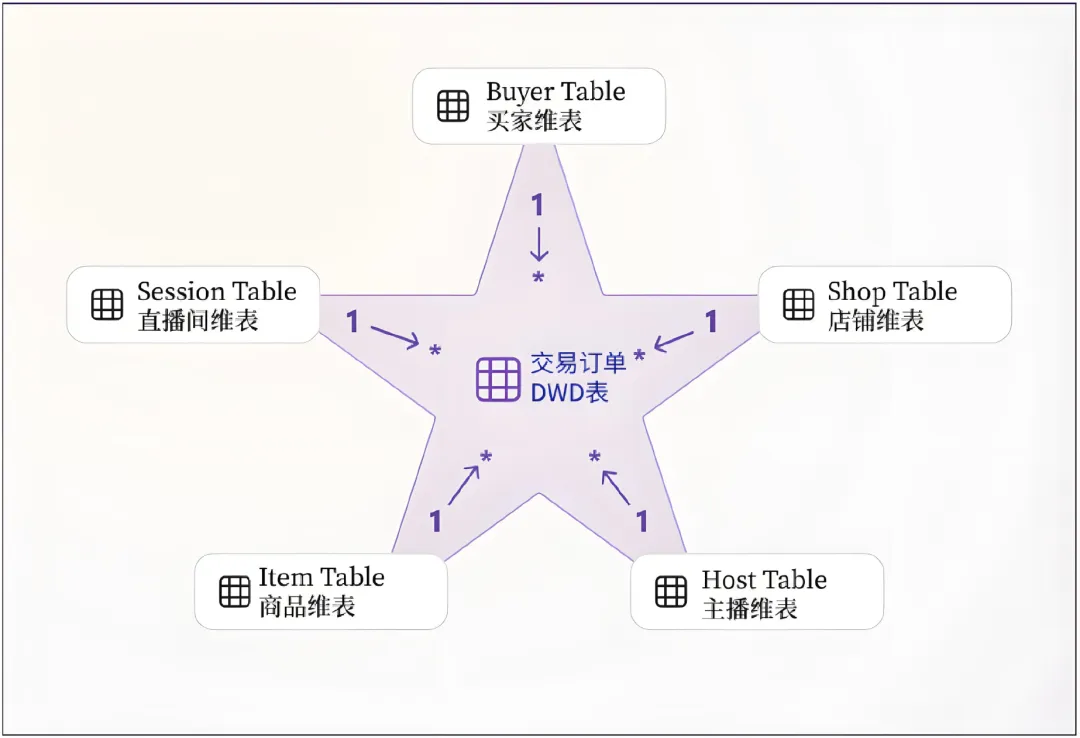 Buyer Table
买家维表
1
*
Session Table
直播间维表
1
*
Shop Table
店铺维表
1
*
交易订单
DWD表
*
1
Item Table
商品维表
*
1
Host Table
主播维表